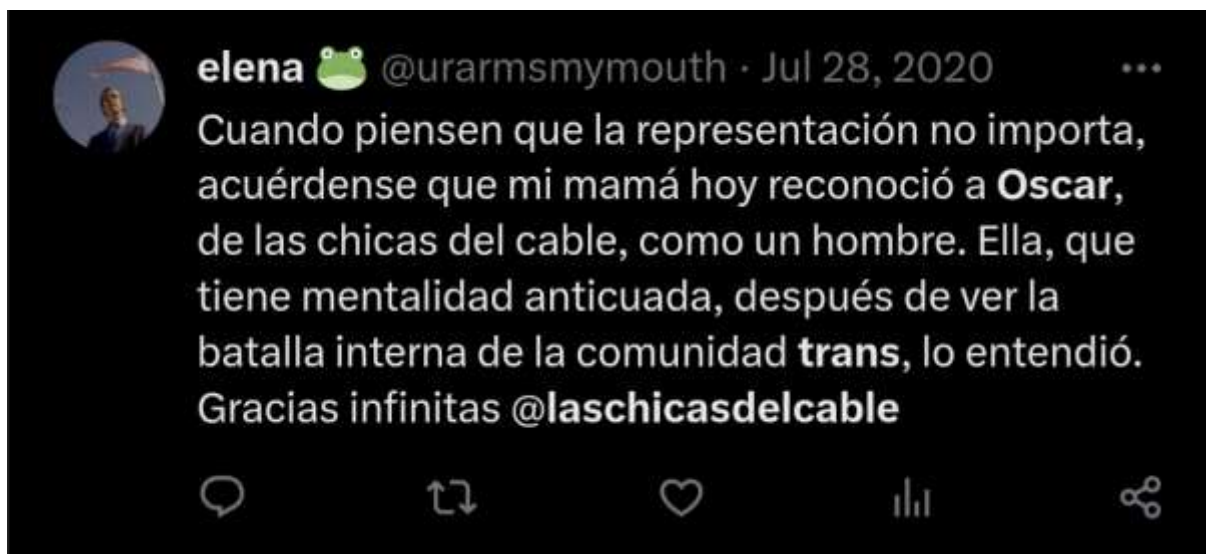 elena 🐸 @urarmsmymouth · Jul 28, 2020
Cuando piensen que la representación no importa,
acuérdense que mi mamá hoy reconoció a Oscar,
de las chicas del cable, como un hombre. Ella, que
tiene mentalidad anticuada, después de ver la
batalla interna de la comunidad trans, lo entendió.
Gracias infinitas @laschicasdelcable